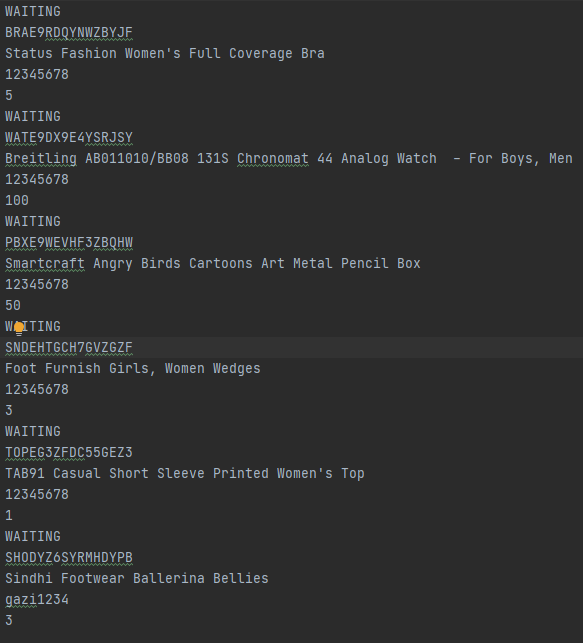 WAITING
BRAE9RDQYNWZBYJF
Status Fashion Women's Full Coverage Bra
12345678
5
WAITING
WATE9DX9E4YSRJSY
Breitling AB011010/BB08 131S Chronomat 44 Analog Watch  - For Boys, Men
12345678
100
WAITING
PBXE9WEVHF3ZBQHW
Smartcraft Angry Birds Cartoons Art Metal Pencil Box
12345678
50
WAITING
SNDEHTGCH7GVZGZF
Foot Furnish Girls, Women Wedges
12345678
3
WAITING
TOPEG3ZFDC55GEZ3
TAB91 Casual Short Sleeve Printed Women's Top
12345678
1
WAITING
SHODYZ6SYRMHDYPB
Sindhi Footwear Ballerina Bellies
gazi1234
3